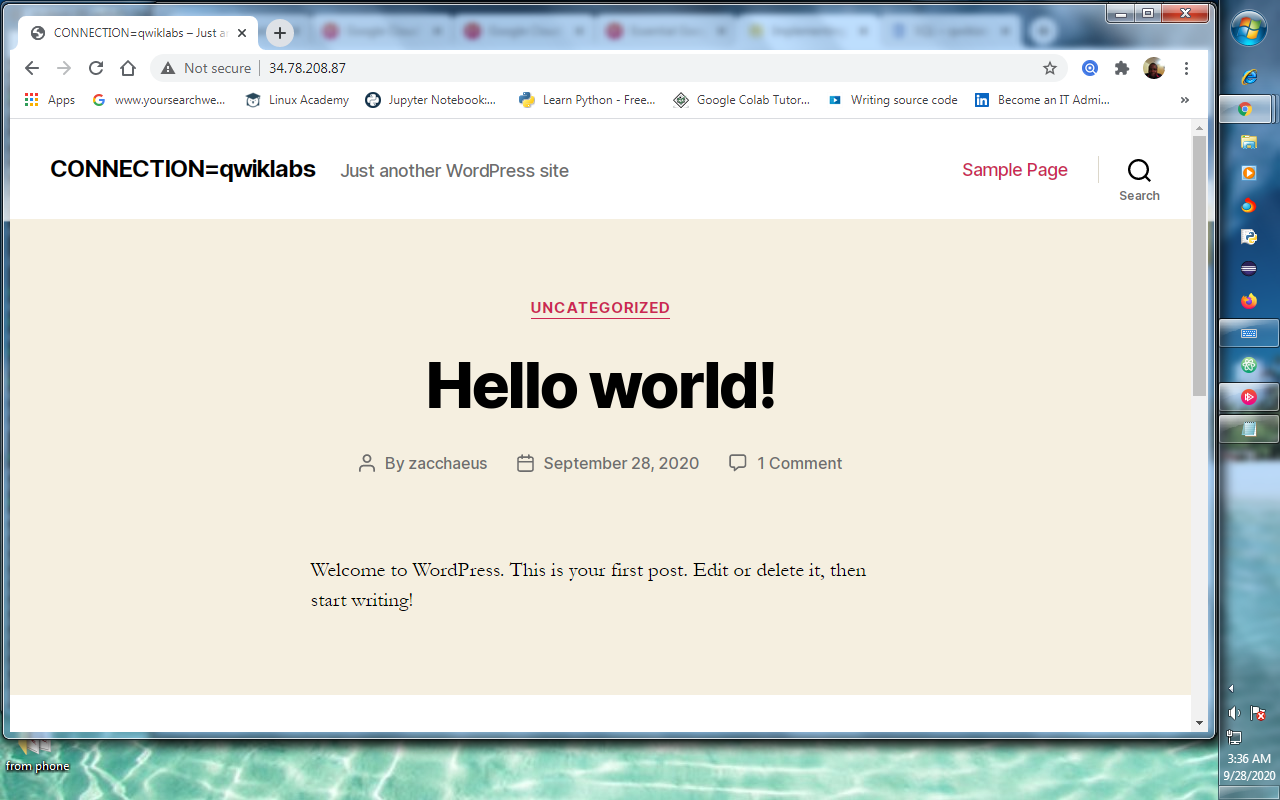 CONNECTION=qwiklabs – Just a
Not secure 34.78.208.87
Apps www.yoursearchwe... Linux Academy Jupyter Notebook:... Learn Python - Free... Google Colab Tutor... Writing source code Become an IT Admi... »
CONNECTION=qwiklabs Just another WordPress site Sample Page
Search
UNCATEGORIZED
Hello world!
By zacchaeus September 28, 2020 1 Comment
Welcome to WordPress. This is your first post. Edit or delete it, then
start writing!
from phone
3:36 AM
9/28/2020